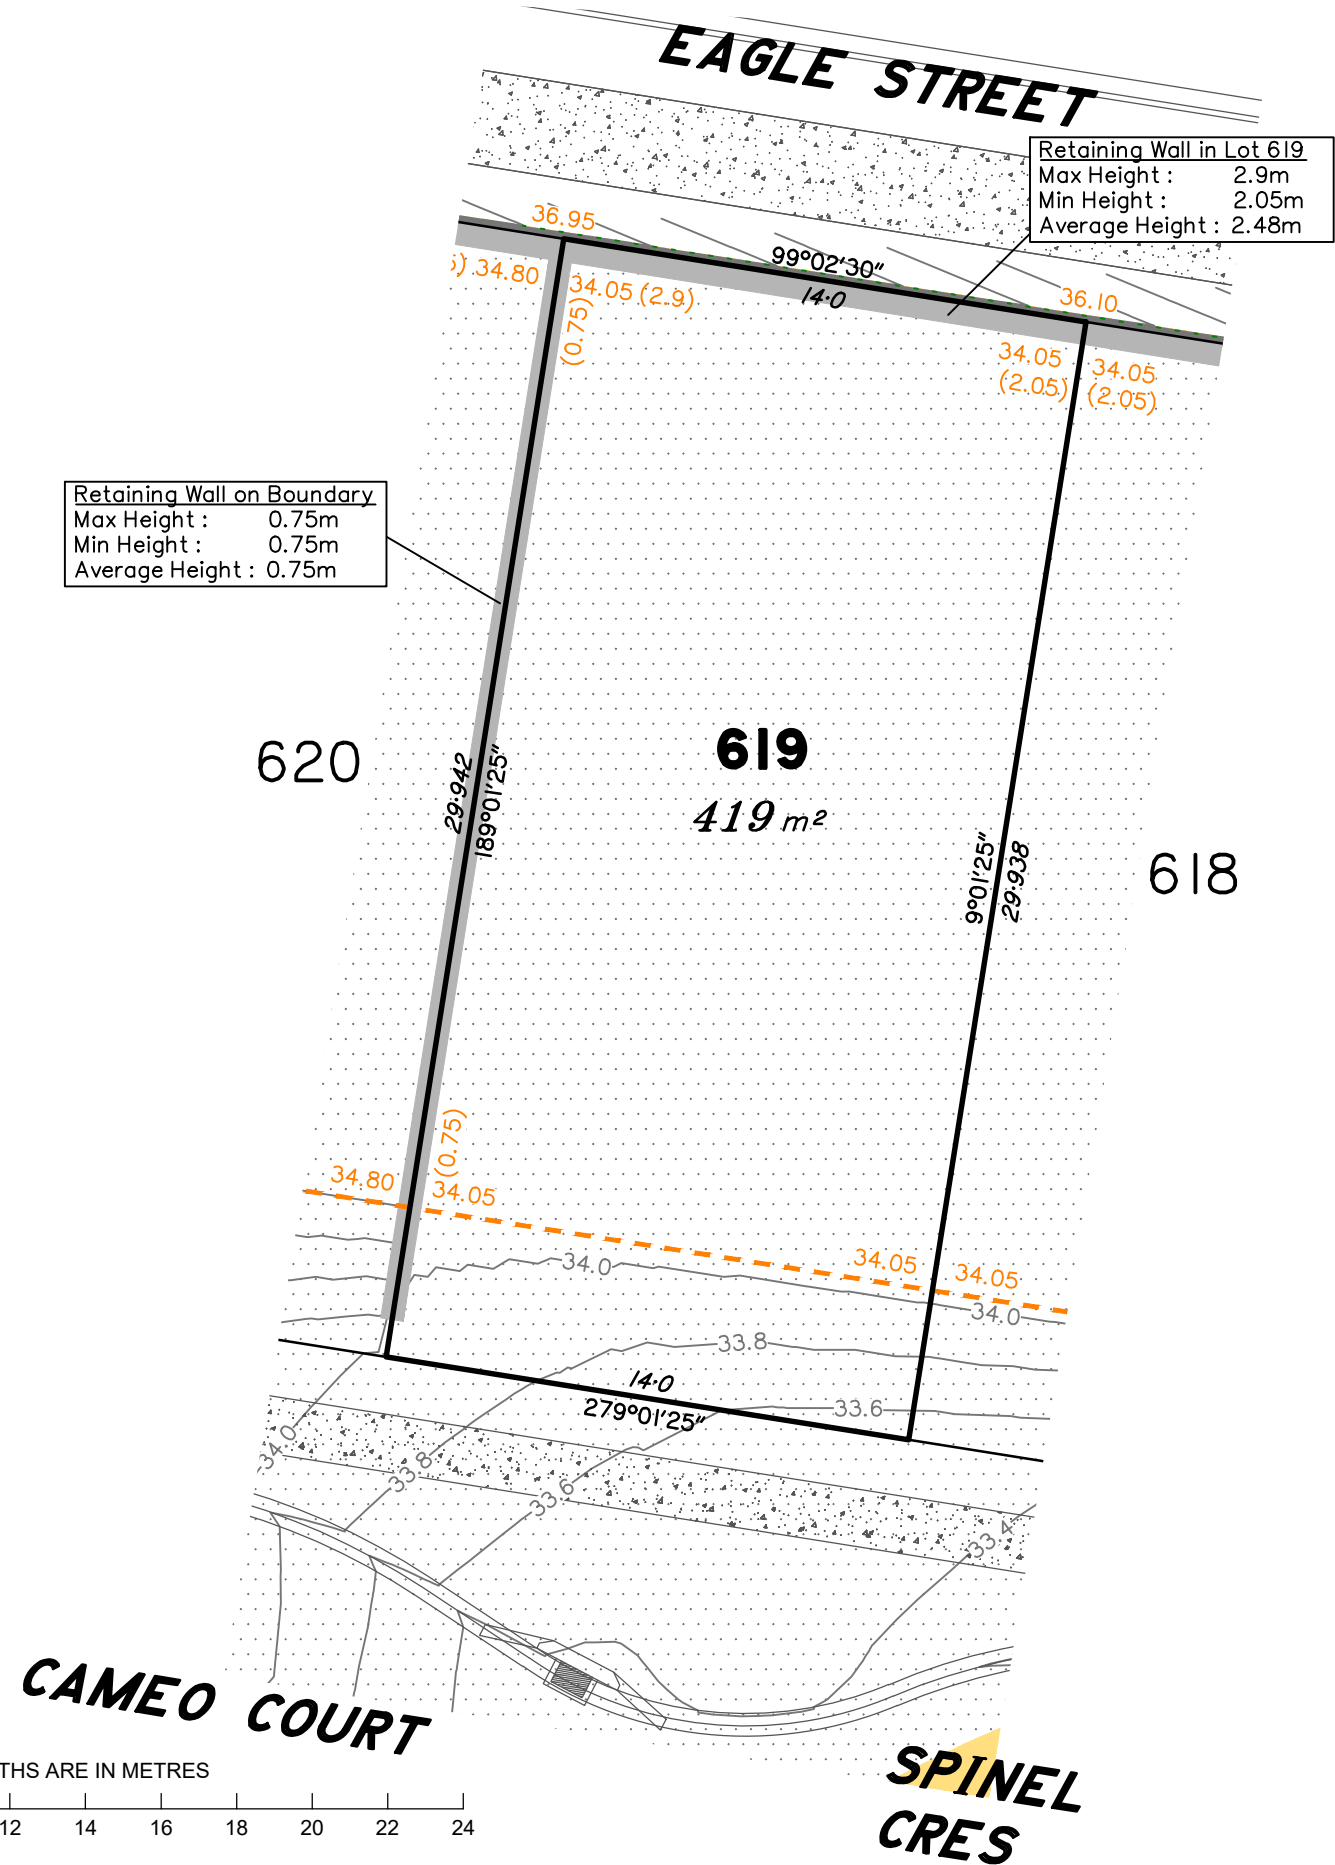 EAGLE STREET
Retaining Wall in Lot 619
Max Height : 2.9m
Min Height : 2.05m
Average Height : 2.48m
36.95
99°02'30"
14·0
36.10
5) 34.80
34.05 (2.9)
(0.75)
34.05
(2.05)
34.05
(2.05)
Retaining Wall on Boundary
Max Height : 0.75m
Min Height : 0.75m
Average Height : 0.75m
620
29·942
189°01'25"
619
419 m²
9°01'25"
29·938
618
(0.75)
34.80
34.05
34.05
34.05
34.0
34.0
33.8
14·0
279°01'25"
33.6
34.0
33.8
33.6
33.4
CAMEO COURT
SPINEL
CRES
THS ARE IN METRES
12 14 16 18 20 22 24